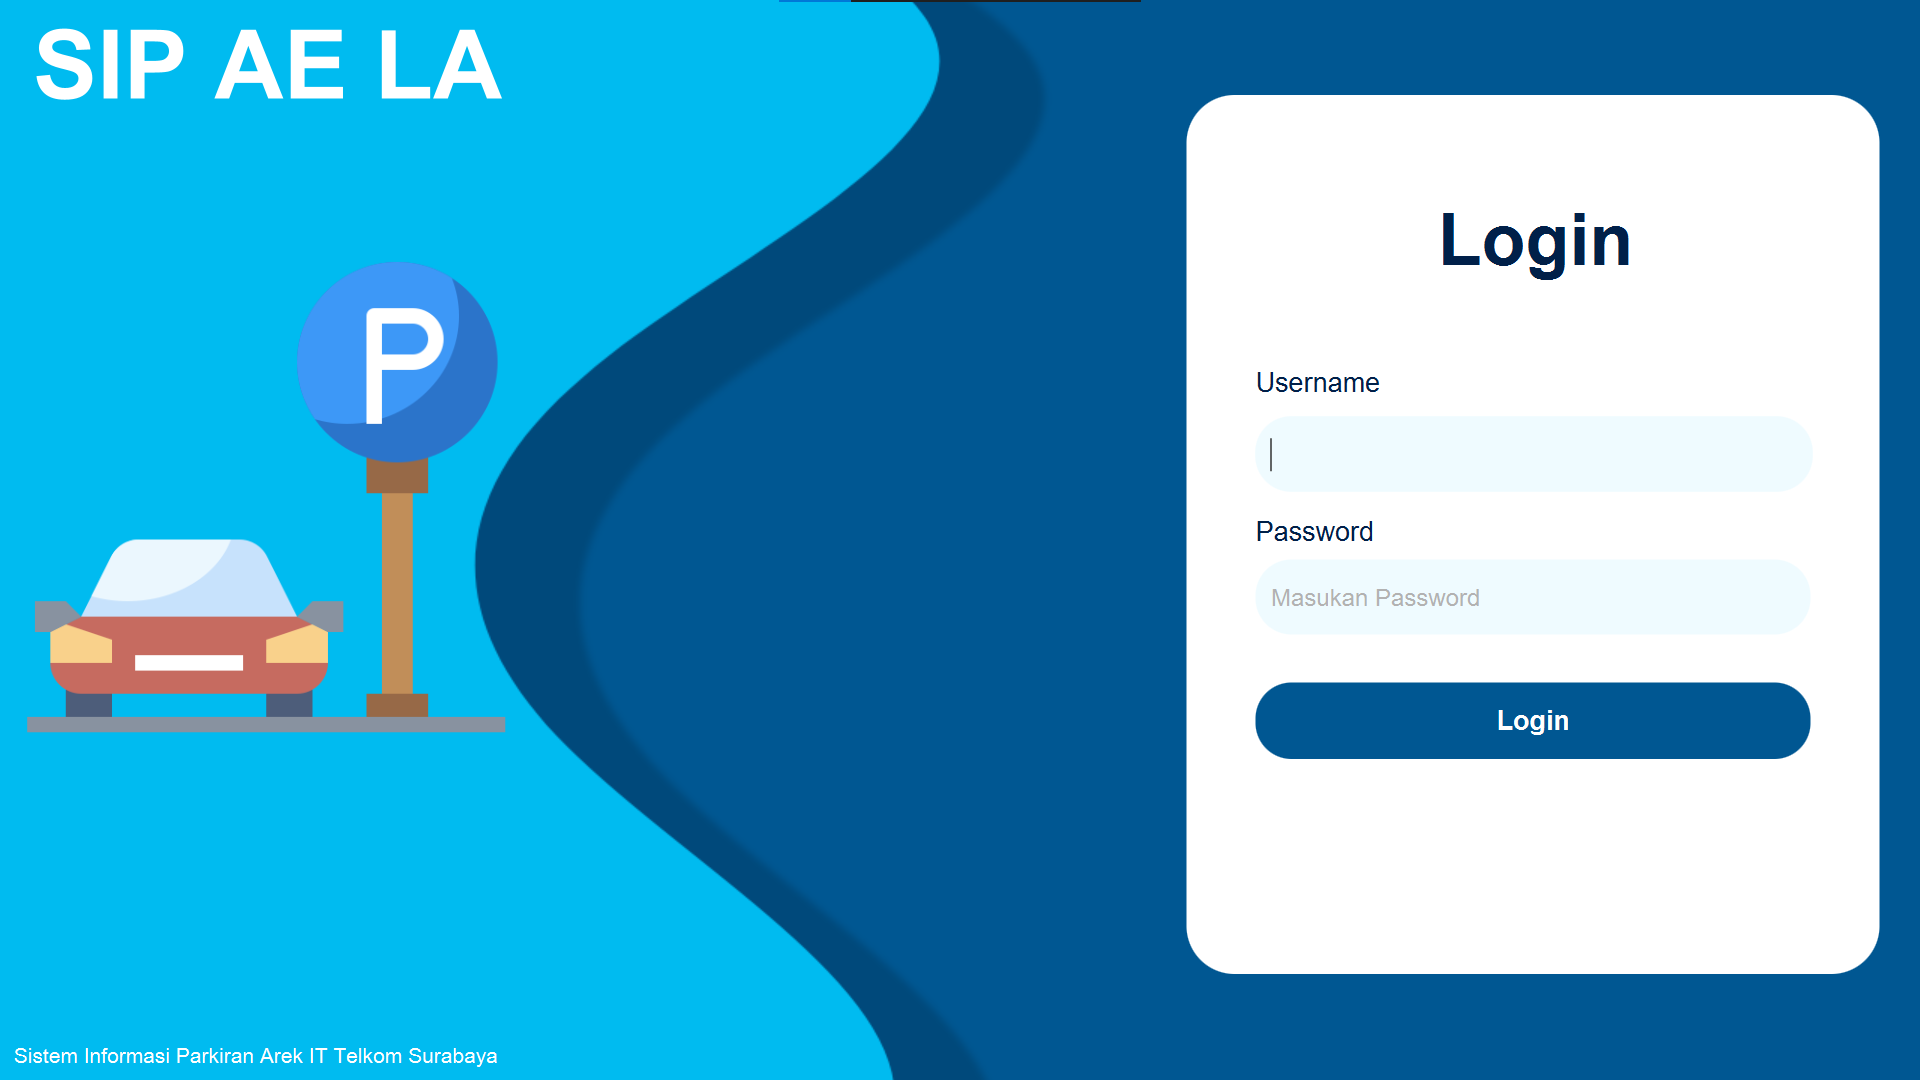 SIP AE LA
P
Login
Username
Password
Masukan Password
Login
Sistem Informasi Parkiran Arek IT Telkom Surabaya